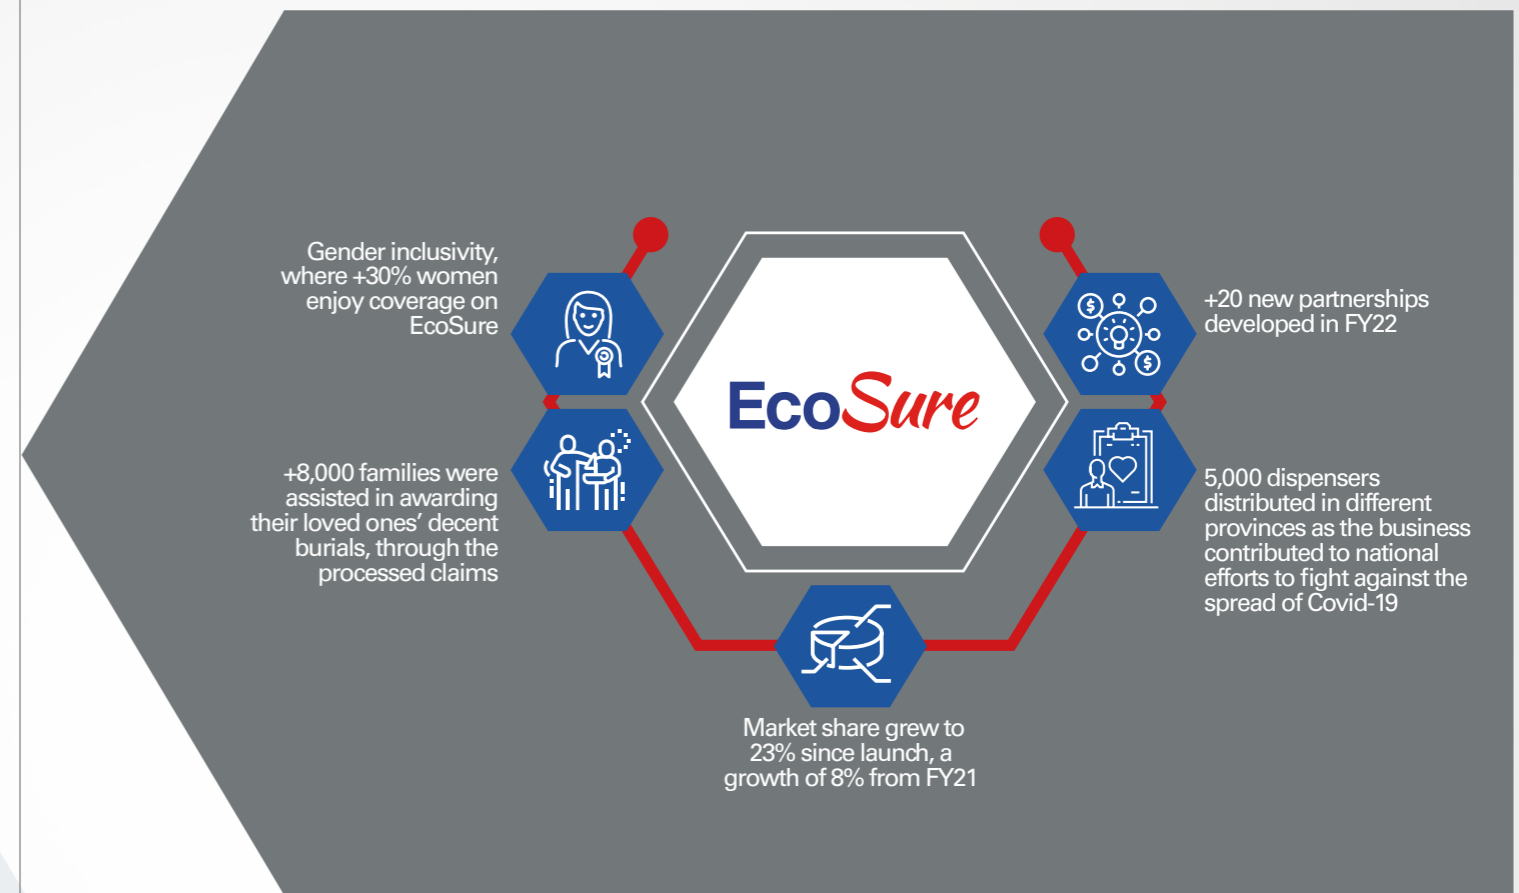 Gender inclusivity,
where +30% women
enjoy coverage on
EcoSure
+8,000 families were
assisted in awarding
their loved ones’ decent
burials, through the
processed claims
EcoSure
Market share grew to
23% since launch, a
growth of 8% from FY21
+20 new partnerships
developed in FY22
5,000 dispensers
distributed in different
provinces as the business
contributed to national
efforts to fight against the
spread of Covid-19